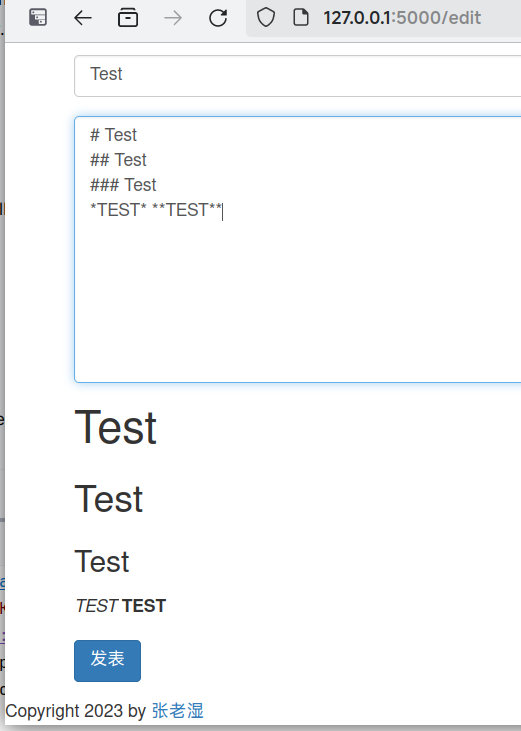 127.0.0.1:5000/edit
Test
# Test
## Test
### Test
*TEST* **TEST**
Test
Test
Test
TEST TEST
发表
Copyright 2023 by 张老湿